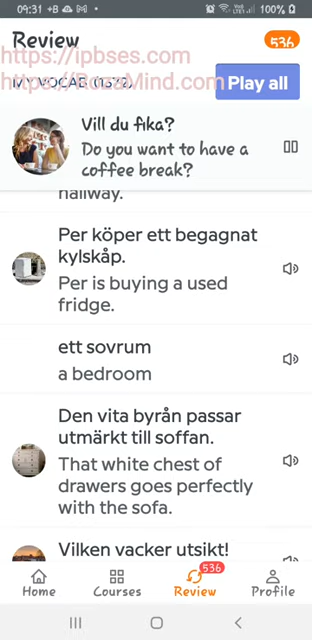 09:31 +B M
100%
Review
536
https://ipbses.com
https://RosaMind.com
Play all
Vill du fika?
Do you want to have a
coffee break?
hallway.
Per köper ett begagnat
kylskåp.
Per is buying a used
fridge.
ett sovrum
a bedroom
Den vita byrån passar
utmärkt till soffan.
That white chest of
drawers goes perfectly
with the sofa.
Vilken vacker utsikt!
536
Home Courses Review Profile